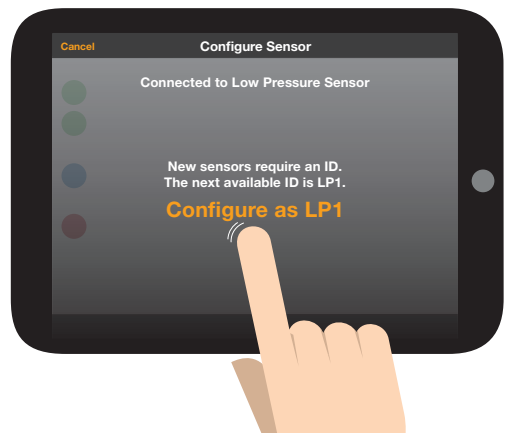 Cancel
Configure Sensor
Connected to Low Pressure Sensor
New sensors require an ID.
The next available ID is LP1.
Configure as LP1